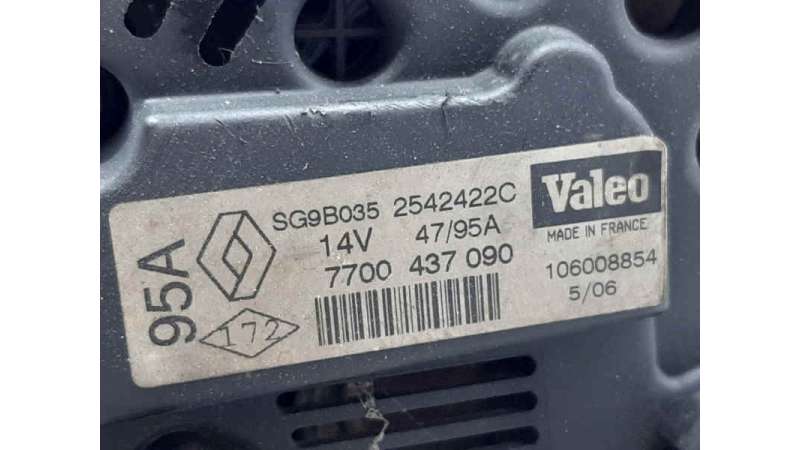 95A
SG9B035 2542422C
14V 47/95A
7700 437 090
172
Valeo
MADE IN FRANCE
106008854
5/06